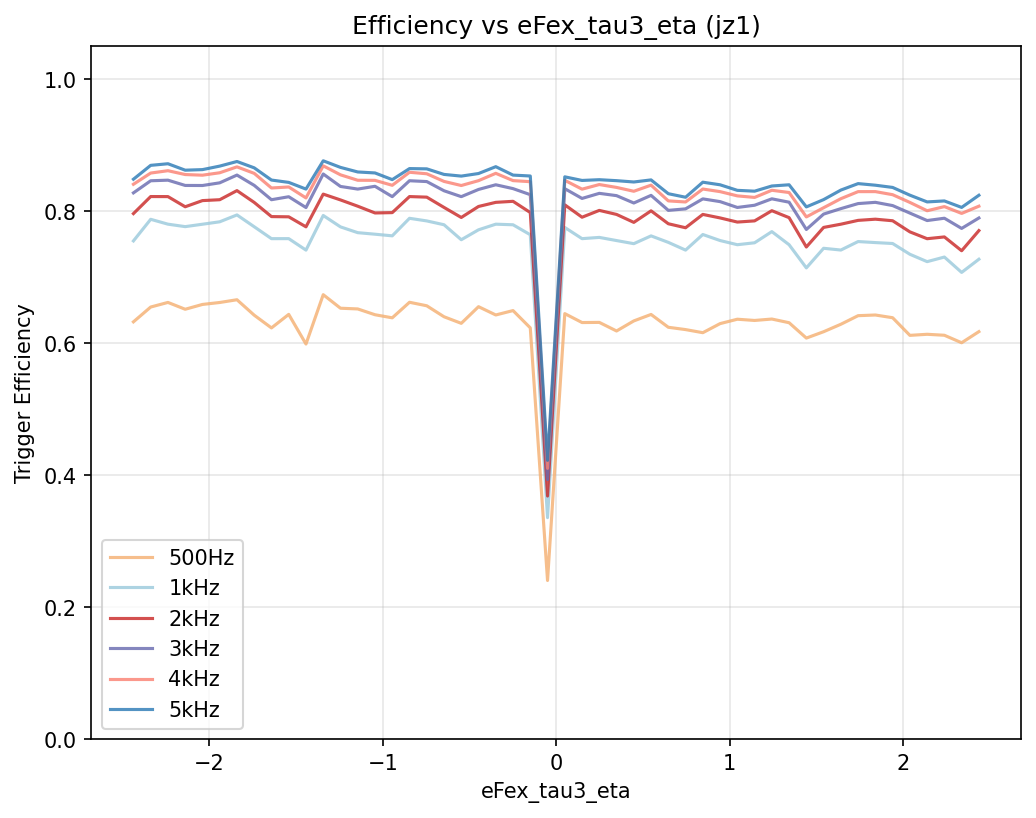 Efficiency vs eFex_tau3_eta (jz1)
Trigger Efficiency
1.0
0.8
0.6
0.4
0.2
0.0
500Hz
1kHz
2kHz
3kHz
4kHz
5kHz
−2 −1 0 1 2
eFex_tau3_eta